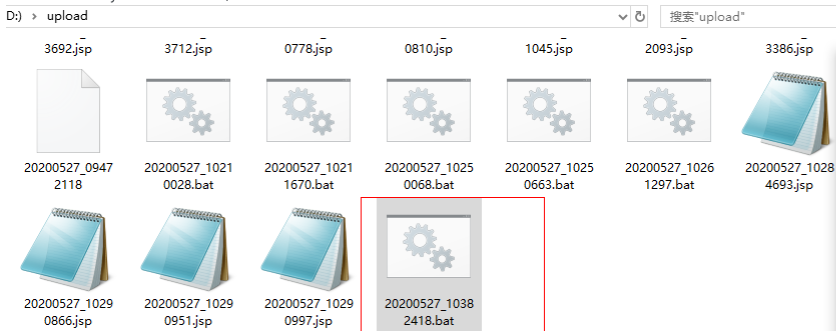 D:) > upload
搜索"upload"
3692.jsp
3712.jsp
0778.jsp
0810.jsp
1045.jsp
2093.jsp
3386.jsp
20200527_0947
2118
20200527_1021
0028.bat
20200527_1021
1670.bat
20200527_1025
0068.bat
20200527_1025
0663.bat
20200527_1026
1297.bat
20200527_1028
4693.jsp
20200527_1029
0866.jsp
20200527_1029
0951.jsp
20200527_1029
0997.jsp
20200527_1038
2418.bat